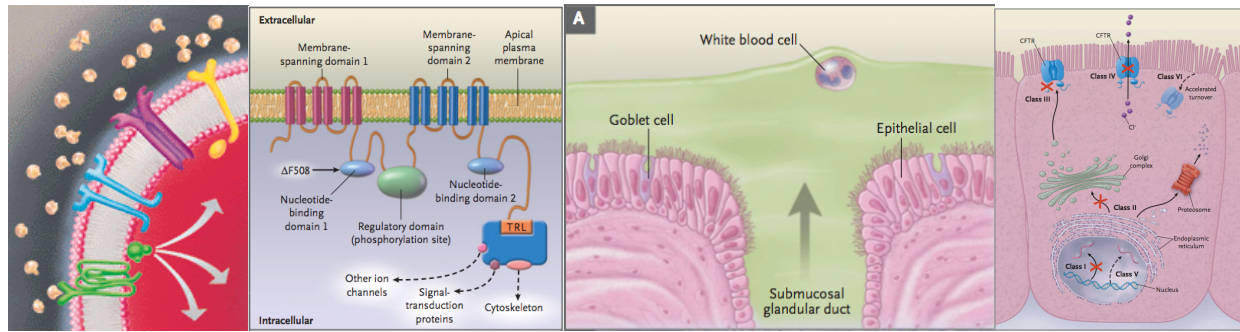 Extracellular
Membrane-
spanning domain 1
Membrane-
spanning
domain 2
Apical
plasma
membrane
ΔF508
Nucleotide-
binding
domain 1
Regulatory domain
(phosphorylation site)
Nucleotide-
binding domain 2
TRL
Other ion
channels
Signal-
transduction
proteins
Cytoskeleton
Intracellular
A
White blood cell
Goblet cell
Epithelial cell
Submucosal
glandular duct
CFTR
CFTR
Class IV
Class VI
Accelerated
turnover
Class III
Cl-
Golgi
complex
Class II
Proteosome
Endoplasmic
reticulum
Class I
Class V
Nucleus